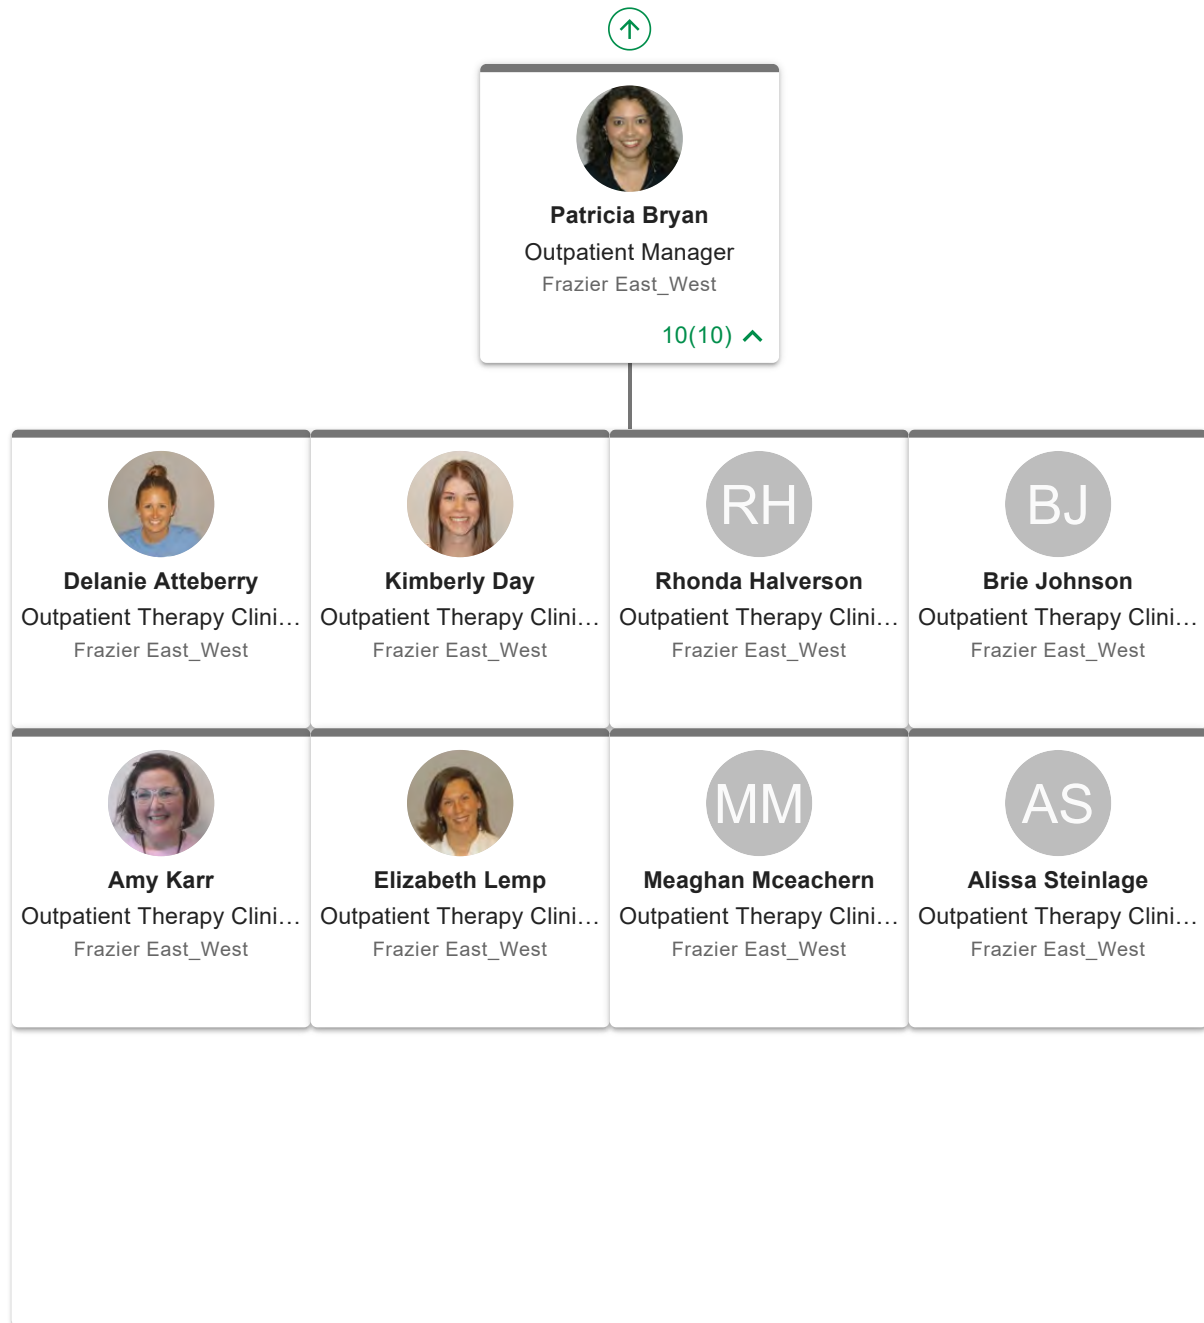 Patricia Bryan
Outpatient Manager
Frazier East_West
10(10)
Delanie Atteberry
Outpatient Therapy Clini...
Frazier East_West
Kimberly Day
Outpatient Therapy Clini...
Frazier East_West
RH
Rhonda Halverson
Outpatient Therapy Clini...
Frazier East_West
BJ
Brie Johnson
Outpatient Therapy Clini...
Frazier East_West
Amy Karr
Outpatient Therapy Clini...
Frazier East_West
Elizabeth Lemp
Outpatient Therapy Clini...
Frazier East_West
MM
Meaghan Mceachern
Outpatient Therapy Clini...
Frazier East_West
AS
Alissa Steinlage
Outpatient Therapy Clini...
Frazier East_West